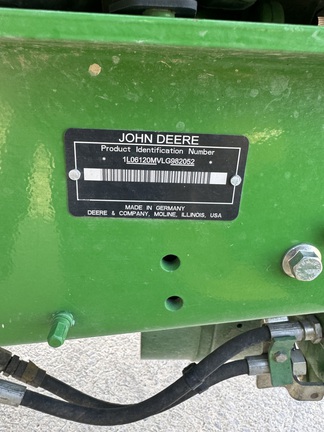 JOHN DEERE
Product Identification Number
* 1L06120MVLG982052 *
MADE IN GERMANY
DEERE & COMPANY, MOLINE, ILLINOIS, USA